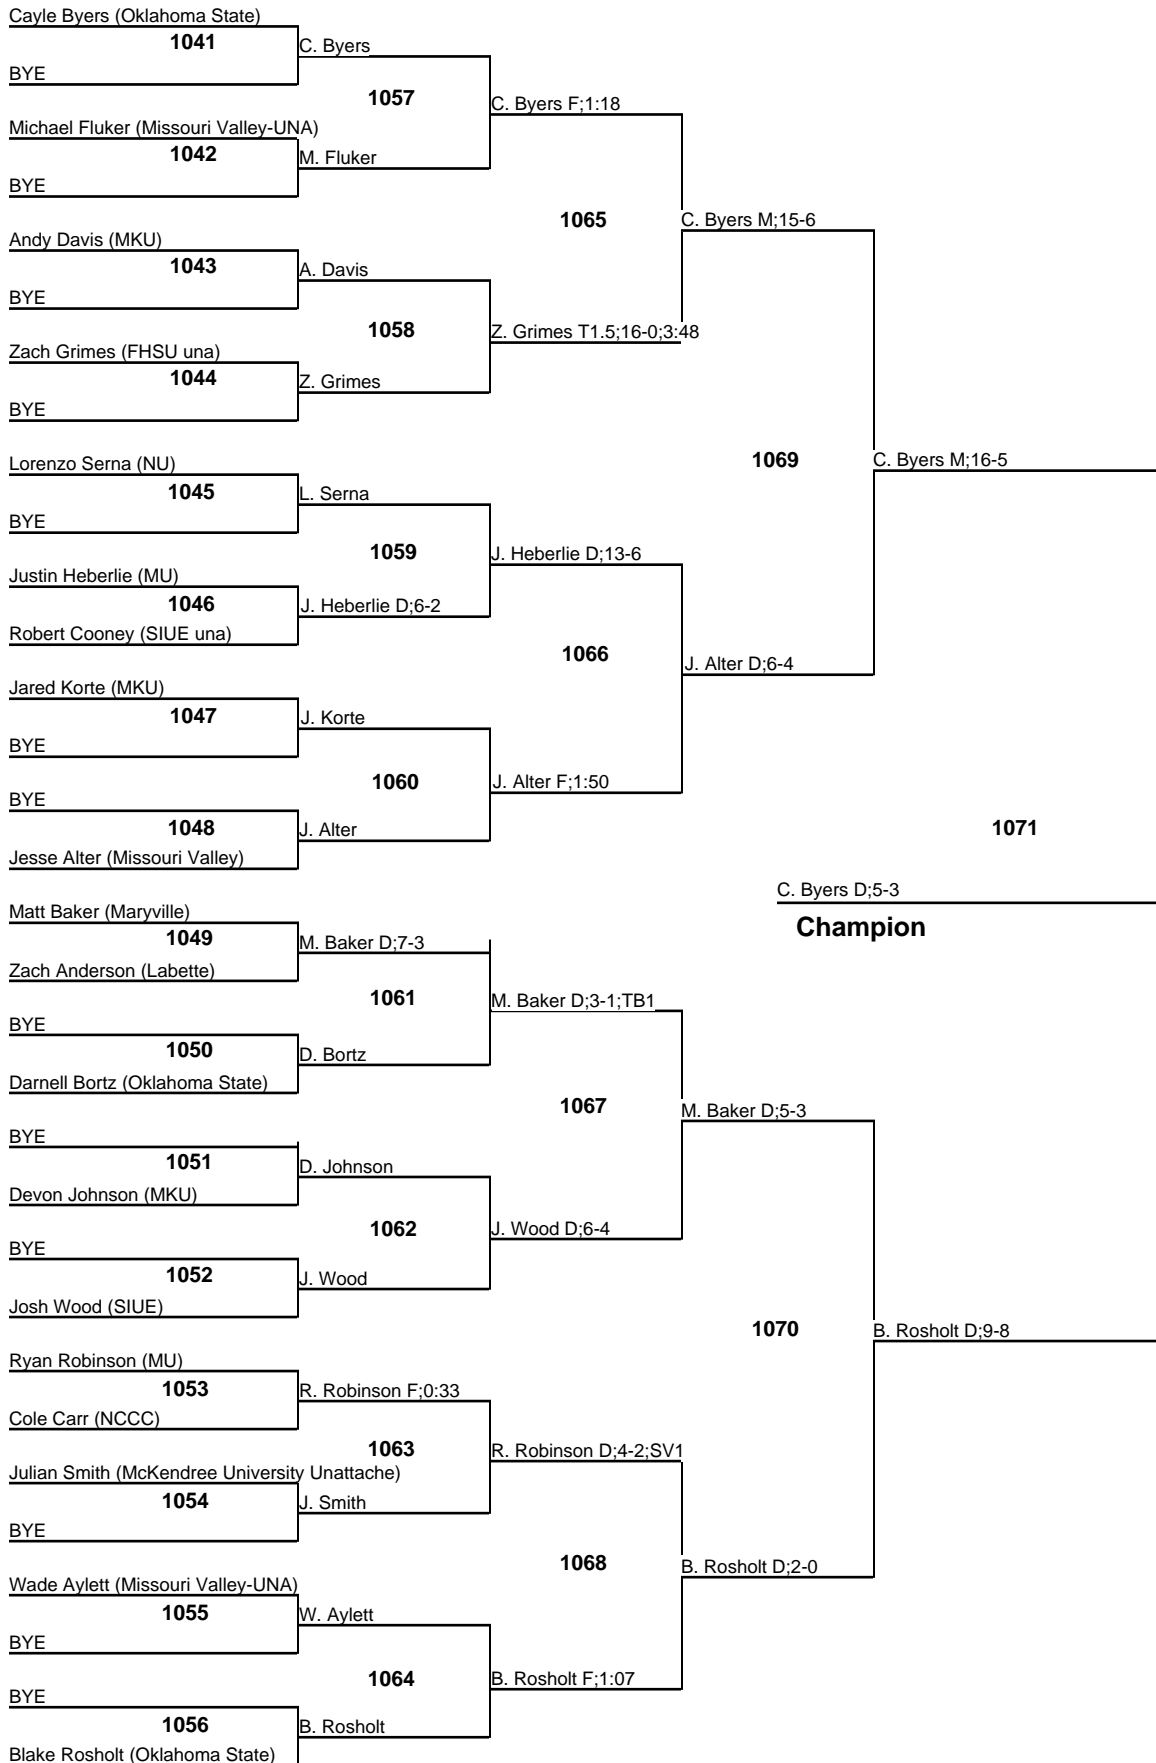 Cayle Byers (Oklahoma State)
1041
C. Byers
BYE
1057
C. Byers F;1:18
Michael Fluker (Missouri Valley-UNA)
1042
M. Fluker
BYE
1065
C. Byers M;15-6
Andy Davis (MKU)
1043
A. Davis
BYE
1058
Z. Grimes T1.5;16-0;3:48
Zach Grimes (FHSU una)
1044
Z. Grimes
BYE
1069
C. Byers M;16-5
Lorenzo Serna (NU)
1045
L. Serna
BYE
1059
J. Heberlie D;13-6
Justin Heberlie (MU)
1046
J. Heberlie D;6-2
Robert Cooney (SIUE una)
1066
J. Alter D;6-4
Jared Korte (MKU)
1047
J. Korte
BYE
1060
J. Alter F;1:50
BYE
1048
J. Alter
Jesse Alter (Missouri Valley)
1071
C. Byers D;5-3
Champion
Matt Baker (Maryville)
1049
M. Baker D;7-3
Zach Anderson (Labette)
1061
M. Baker D;3-1;TB1
BYE
1050
D. Bortz
Darnell Bortz (Oklahoma State)
1067
M. Baker D;5-3
BYE
1051
D. Johnson
Devon Johnson (MKU)
1062
J. Wood D;6-4
BYE
1052
J. Wood
Josh Wood (SIUE)
1070
B. Rosholt D;9-8
Ryan Robinson (MU)
1053
R. Robinson F;0:33
Cole Carr (NCCC)
1063
R. Robinson D;4-2;SV1
Julian Smith (McKendree University Unattache)
1054
J. Smith
BYE
1068
B. Rosholt D;2-0
Wade Aylett (Missouri Valley-UNA)
1055
W. Aylett
BYE
1064
B. Rosholt F;1:07
BYE
1056
B. Rosholt
Blake Rosholt (Oklahoma State)